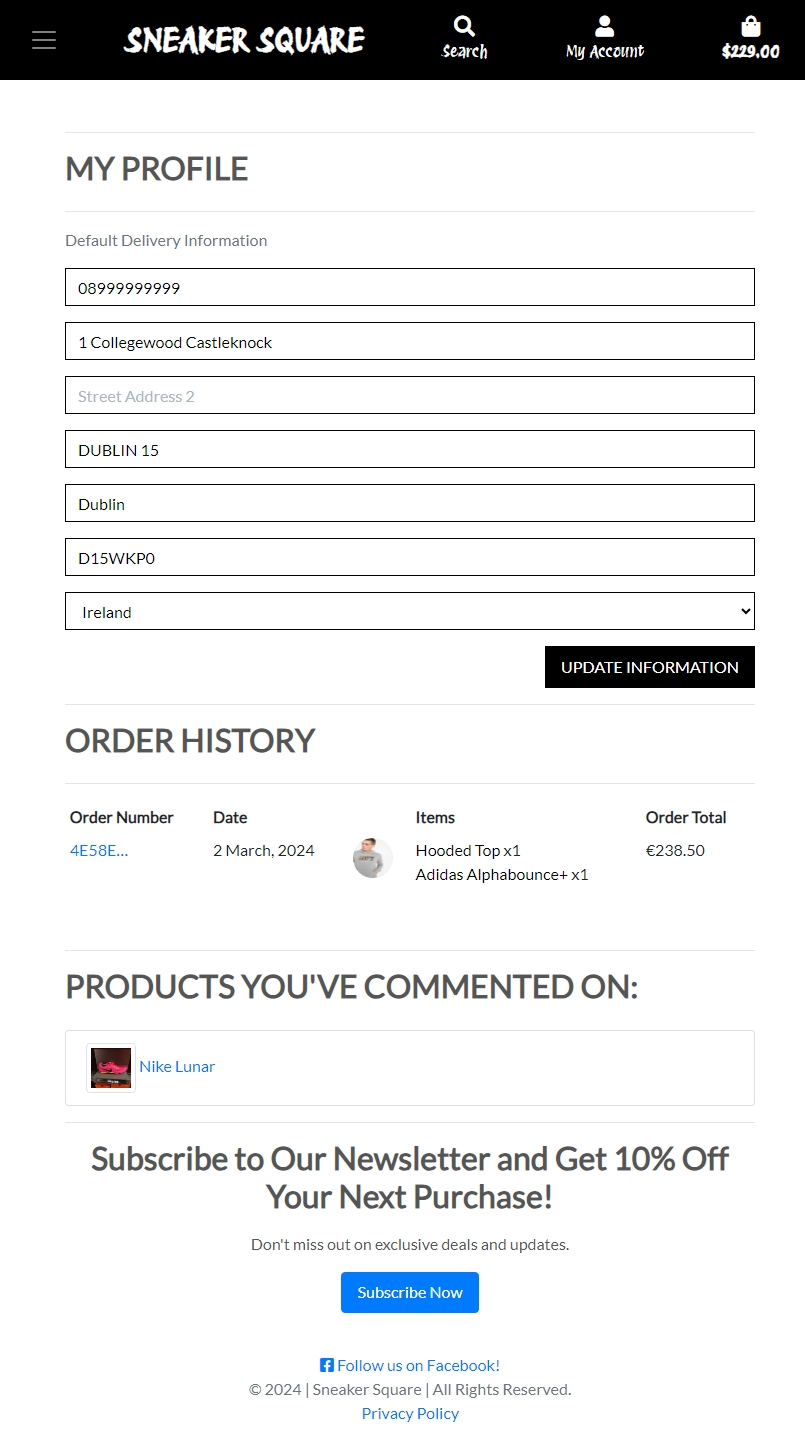 SNEAKER SQUARE
Search
My Account
$229.00
MY PROFILE
Default Delivery Information
08999999999
1 Collegewood Castleknock
Street Address 2
DUBLIN 15
Dublin
D15WKP0
Ireland
UPDATE INFORMATION
ORDER HISTORY
Order Number Date Items Order Total
4E58E... 2 March, 2024 Hooded Top x1 €238.50
Adidas Alphabounce+ x1
PRODUCTS YOU'VE COMMENTED ON:
Nike Lunar
Subscribe to Our Newsletter and Get 10% Off
Your Next Purchase!
Don't miss out on exclusive deals and updates.
Subscribe Now
Follow us on Facebook!
© 2024 | Sneaker Square | All Rights Reserved.
Privacy Policy